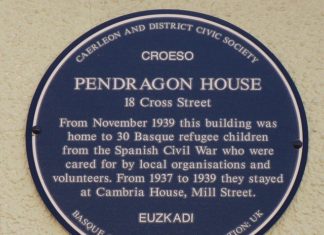 CAERLEON AND DISTRICT CIVIC SOCIETY
CROESO
PENDRAGON HOUSE
18 Cross Street
From November 1939 this building was
home to 30 Basque refugee children
from the Spanish Civil War who were
cared for by local organisations and
volunteers. From 1937 to 1939 they stayed
at Cambria House, Mill Street.
EUZKADI
BASQUE
UK